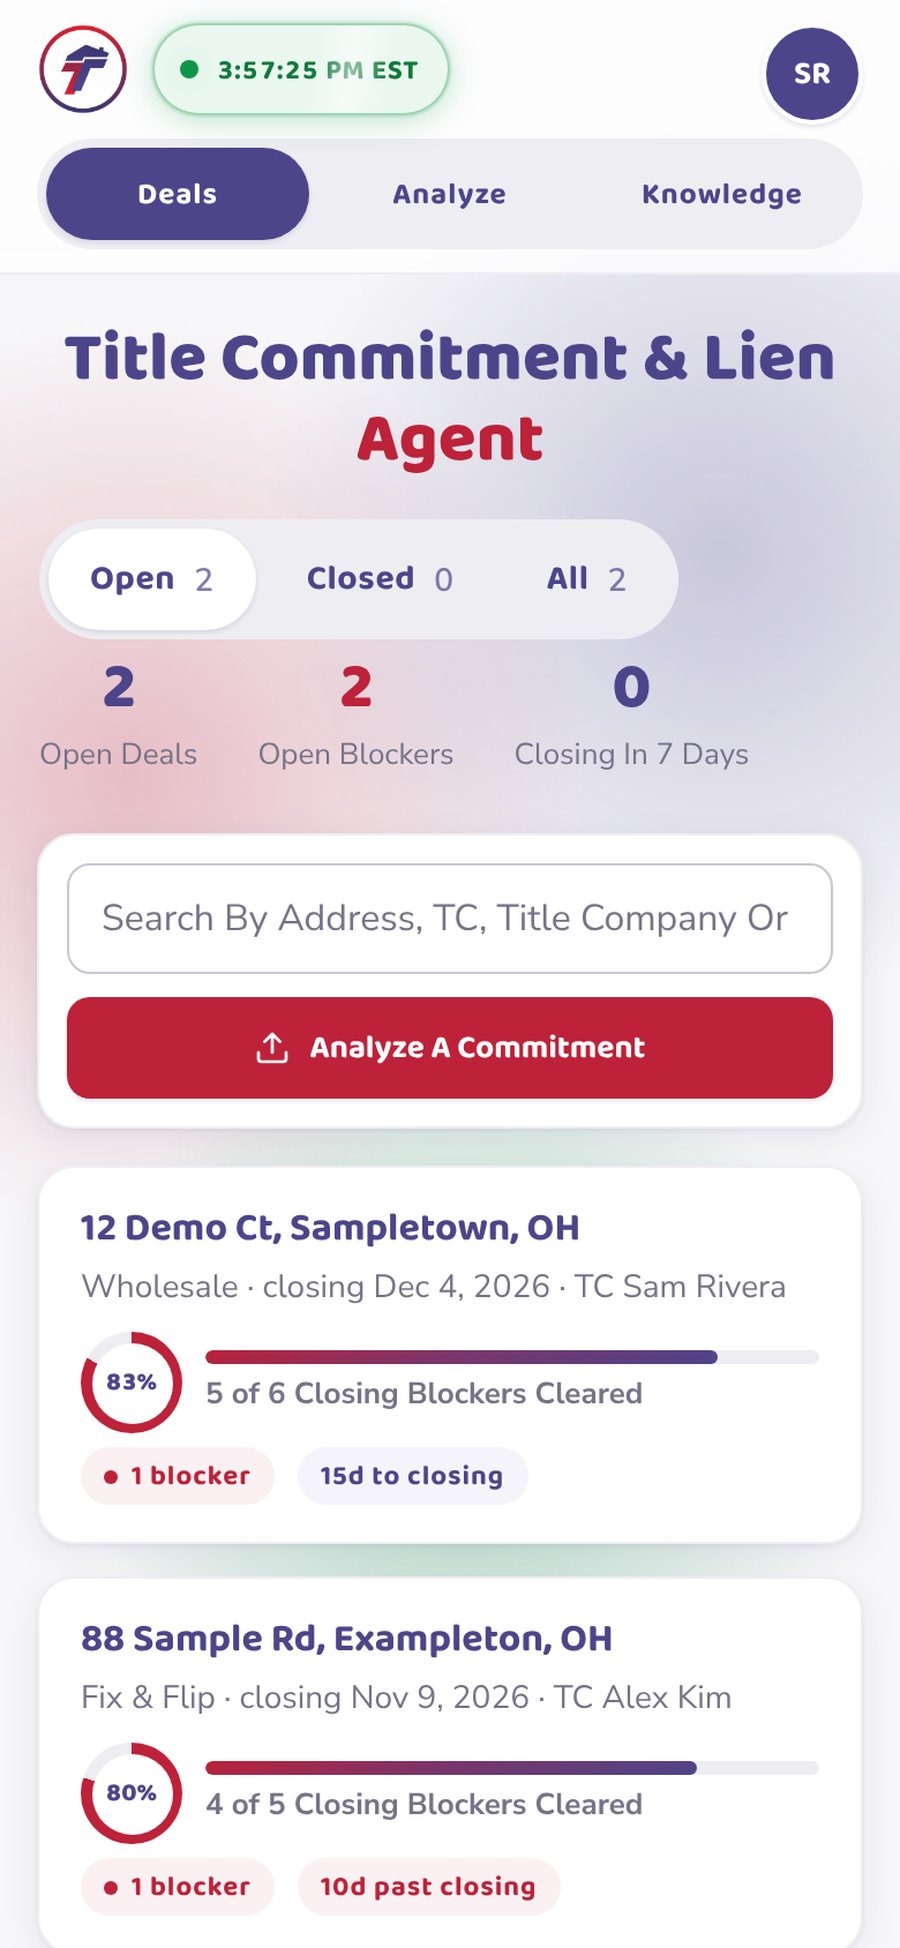 3:57:25 PM EST
SR
Deals
Analyze
Knowledge
Title Commitment & Lien
Agent
Open 2
Closed 0
All 2
2
Open Deals
2
Open Blockers
0
Closing In 7 Days
Search By Address, TC, Title Company Or
Analyze A Commitment
12 Demo Ct, Sampletown, OH
Wholesale · closing Dec 4, 2026 · TC Sam Rivera
83%
5 of 6 Closing Blockers Cleared
1 blocker
15d to closing
88 Sample Rd, Exampleton, OH
Fix & Flip · closing Nov 9, 2026 · TC Alex Kim
80%
4 of 5 Closing Blockers Cleared
1 blocker
10d past closing